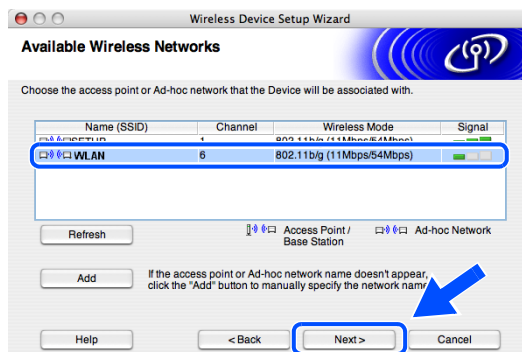 Wireless Device Setup Wizard
Available Wireless Networks
Choose the access point or Ad-hoc network that the Device will be associated with.
Name (SSID) Channel Wireless Mode Signal
SETUP 1 802.11b/g (11Mbps/54Mbps)
WLAN 6 802.11b/g (11Mbps/54Mbps)
Refresh
Access Point / Base Station
Ad-hoc Network
Add
If the access point or Ad-hoc network name doesn't appear,
click the "Add" button to manually specify the network name
Help < Back Next > Cancel